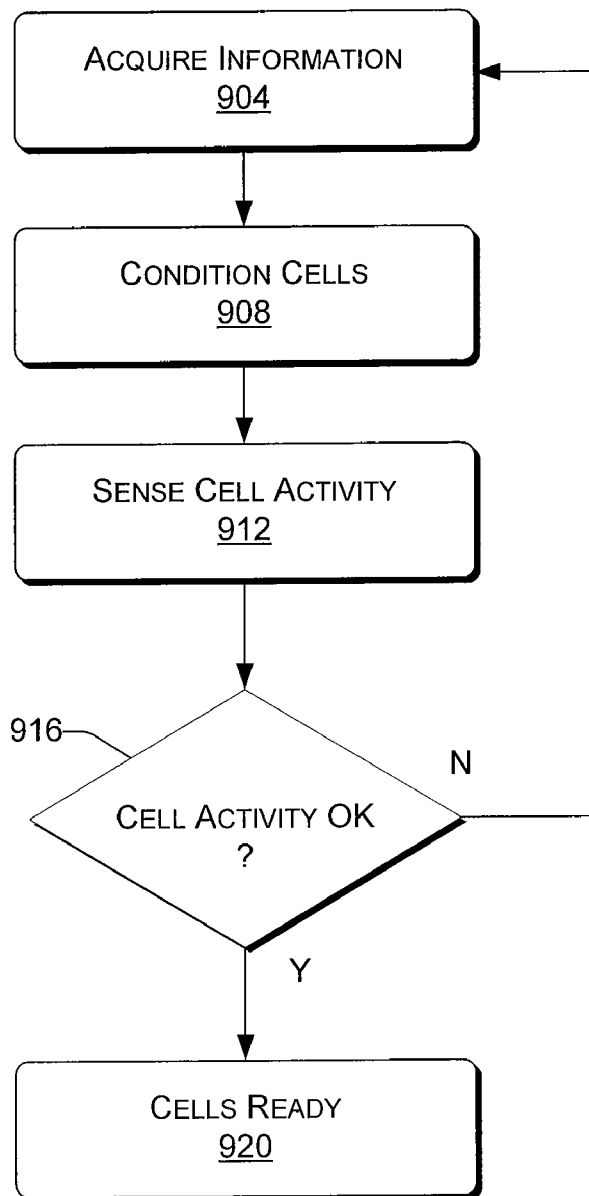 ACQUIRE INFORMATION
904
CONDITION CELLS
908
SENSE CELL ACTIVITY
912
916
N
CELL ACTIVITY OK
?
Y
CELLS READY
920